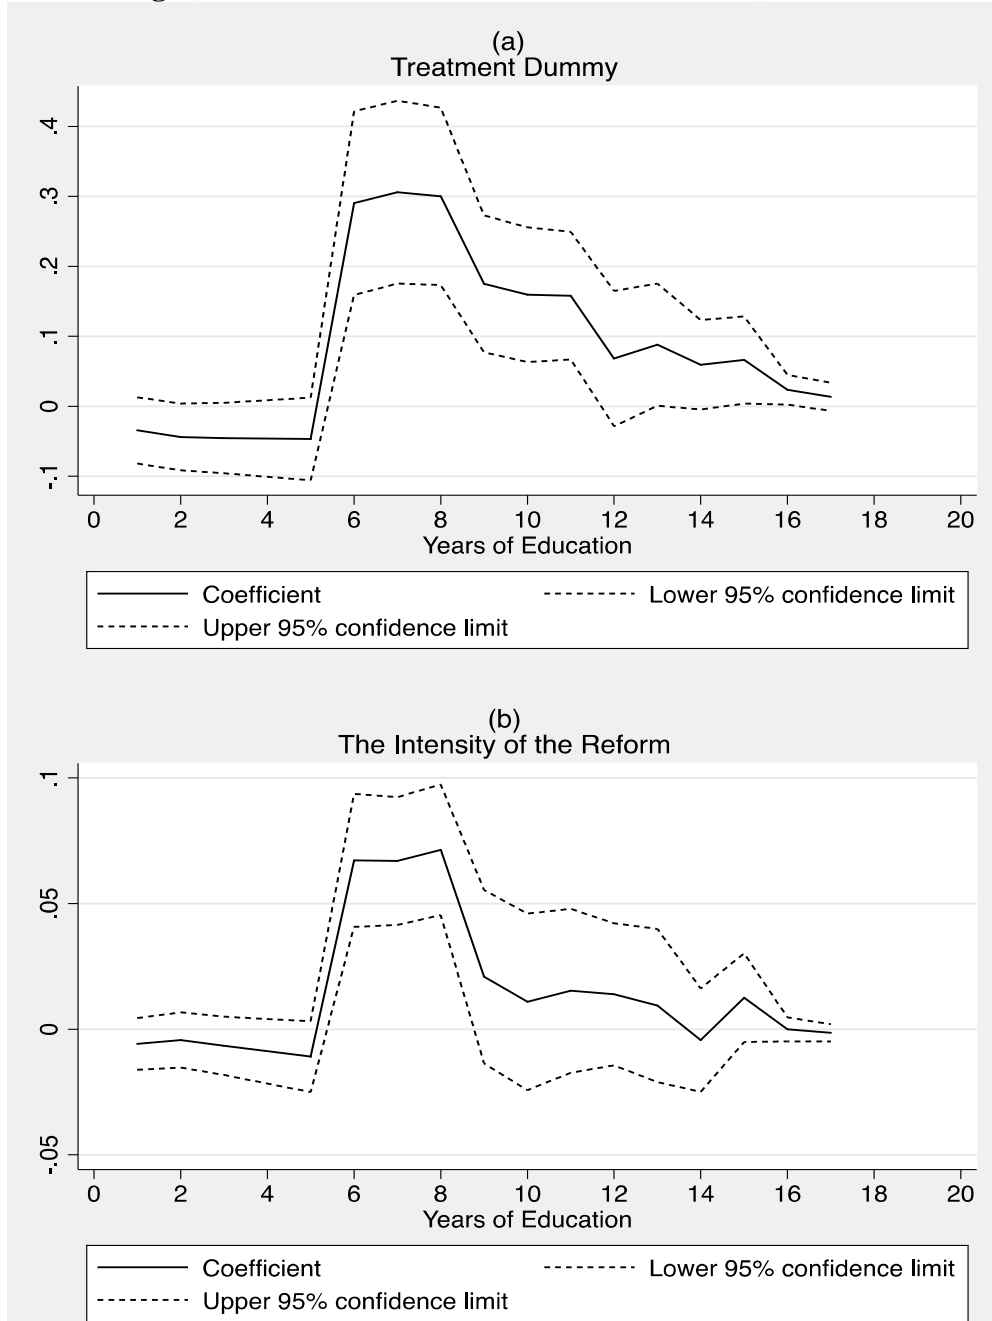 (a)
Treatment Dummy
.4
.3
.2
.1
0
-.1
0 2 4 6 8 10 12 14 16 18 20
Years of Education
Coefficient Lower 95% confidence limit
Upper 95% confidence limit
(b)
The Intensity of the Reform
.1
.05
0
-.05
0 2 4 6 8 10 12 14 16 18 20
Years of Education
Coefficient Lower 95% confidence limit
Upper 95% confidence limit